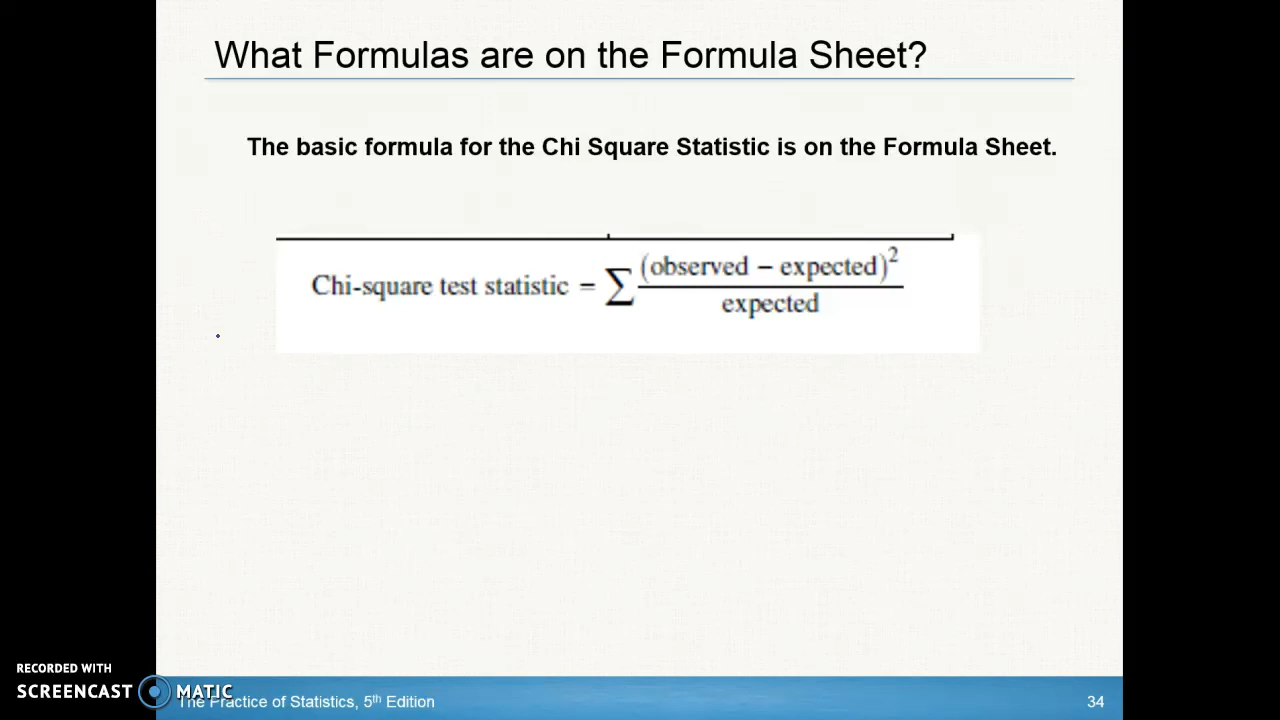 What Formulas are on the Formula Sheet?
The basic formula for the Chi Square Statistic is on the Formula Sheet.
Chi-square test statistic = ∑ (observed − expected)² / expected
RECORDED WITH
SCREENCAST MATIC
The Practice of Statistics, 5th Edition
34